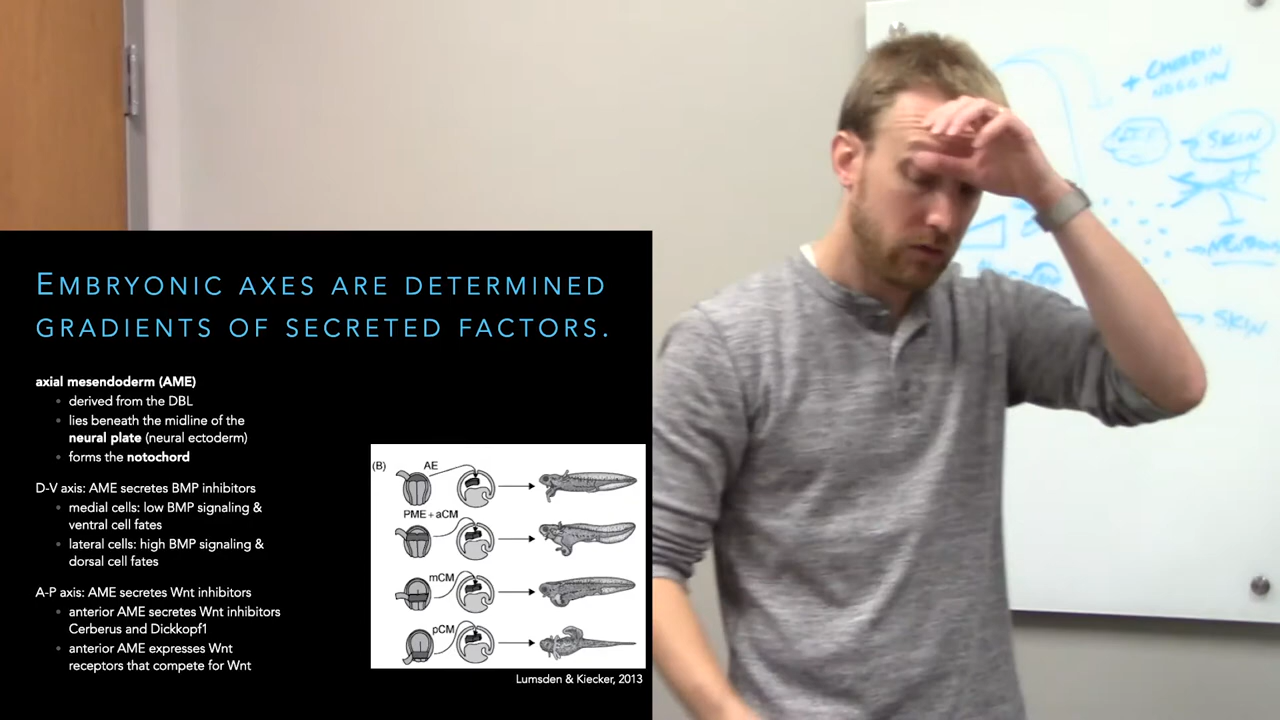 EMBRYONIC AXES ARE DETERMINED
GRADIENTS OF SECRETED FACTORS.
axial mesendoderm (AME)
derived from the DBL
lies beneath the midline of the
neural plate (neural ectoderm)
forms the notochord
D-V axis: AME secretes BMP inhibitors
medial cells: low BMP signaling &
ventral cell fates
lateral cells: high BMP signaling &
dorsal cell fates
A-P axis: AME secretes Wnt inhibitors
anterior AME secretes Wnt inhibitors
Cerberus and Dickkopf1
anterior AME expresses Wnt
receptors that compete for Wnt
(B)
AE
PME + aCM
mCM
pCM
Lumsden & Kiecker, 2013
+ CHORDIN
NOGGIN
SKIN
SKIN